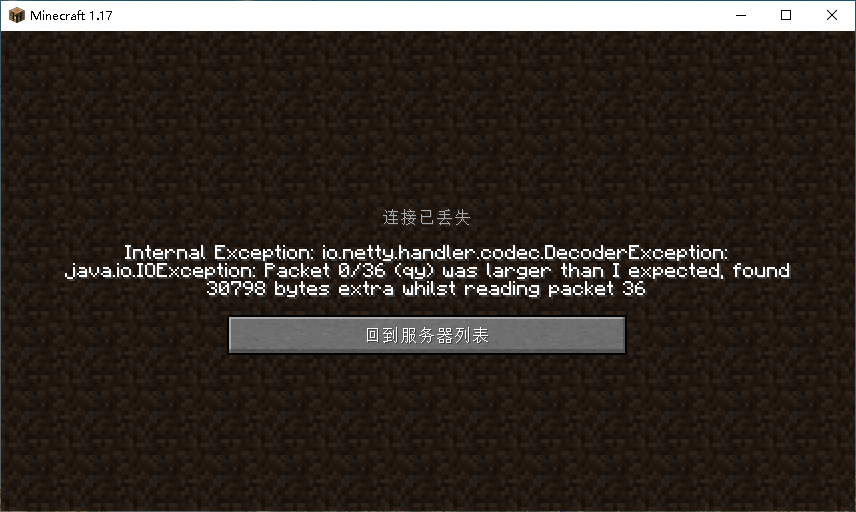 Minecraft 1.17
连接已丢失
Internal Exception: io.netty.handler.codec.DecoderException:
java.io.IOException: Packet 0/36 (qy) was larger than I expected, found
30798 bytes extra whilst reading packet 36
回到服务器列表